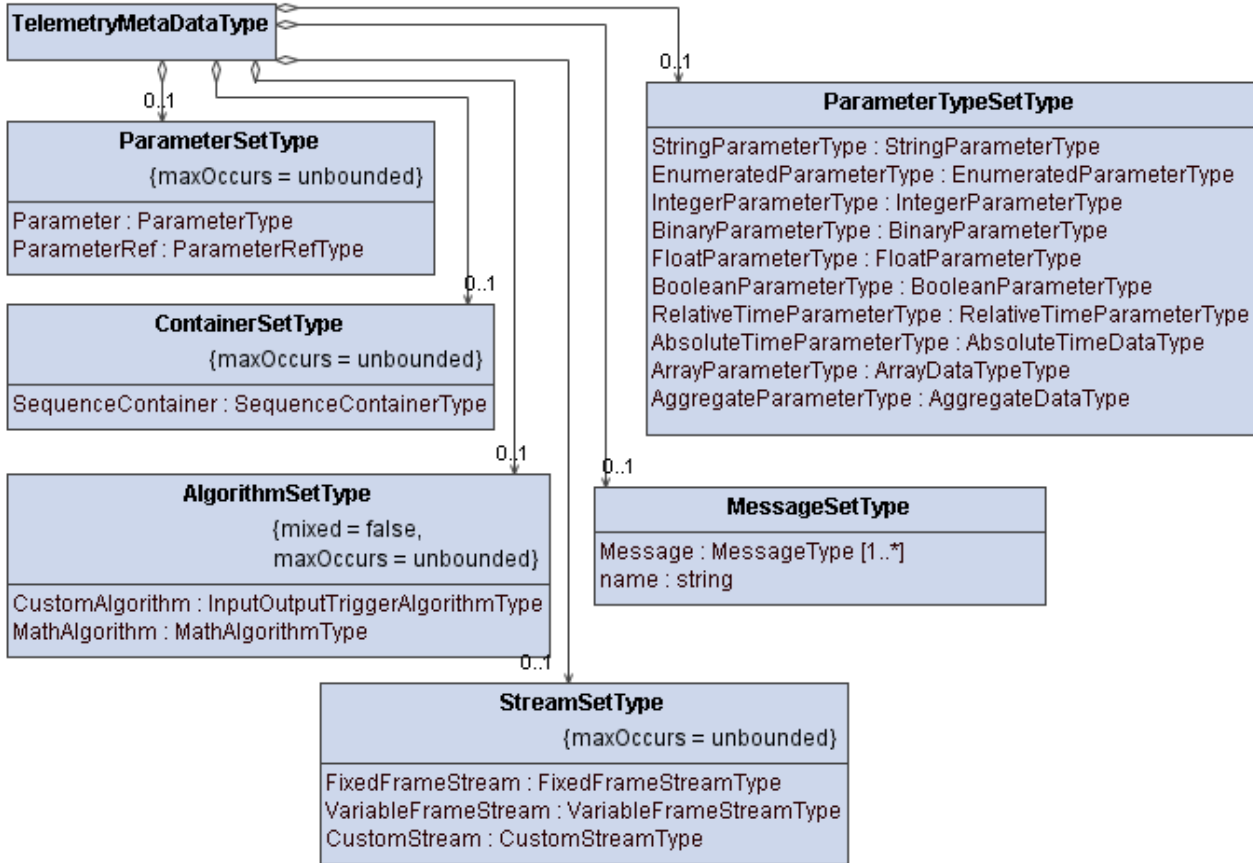 TelemetryMetaDataType
0..1
0..1
ParameterSetType
{maxOccurs = unbounded}
Parameter : ParameterType
ParameterRef : ParameterRefType
ParameterTypeSetType
StringParameterType : StringParameterType
EnumeratedParameterType : EnumeratedParameterType
IntegerParameterType : IntegerParameterType
BinaryParameterType : BinaryParameterType
FloatParameterType : FloatParameterType
BooleanParameterType : BooleanParameterType
RelativeTimeParameterType : RelativeTimeParameterType
AbsoluteTimeParameterType : AbsoluteTimeDataType
ArrayParameterType : ArrayDataTypeType
AggregateParameterType : AggregateDataType
0..1
ContainerSetType
{maxOccurs = unbounded}
SequenceContainer : SequenceContainerType
0..1
AlgorithmSetType
{mixed = false,
maxOccurs = unbounded}
CustomAlgorithm : InputOutputTriggerAlgorithmType
MathAlgorithm : MathAlgorithmType
0..1
MessageSetType
Message : MessageType [1..*]
name : string
0..1
StreamSetType
{maxOccurs = unbounded}
FixedFrameStream : FixedFrameStreamType
VariableFrameStream : VariableFrameStreamType
CustomStream : CustomStreamType